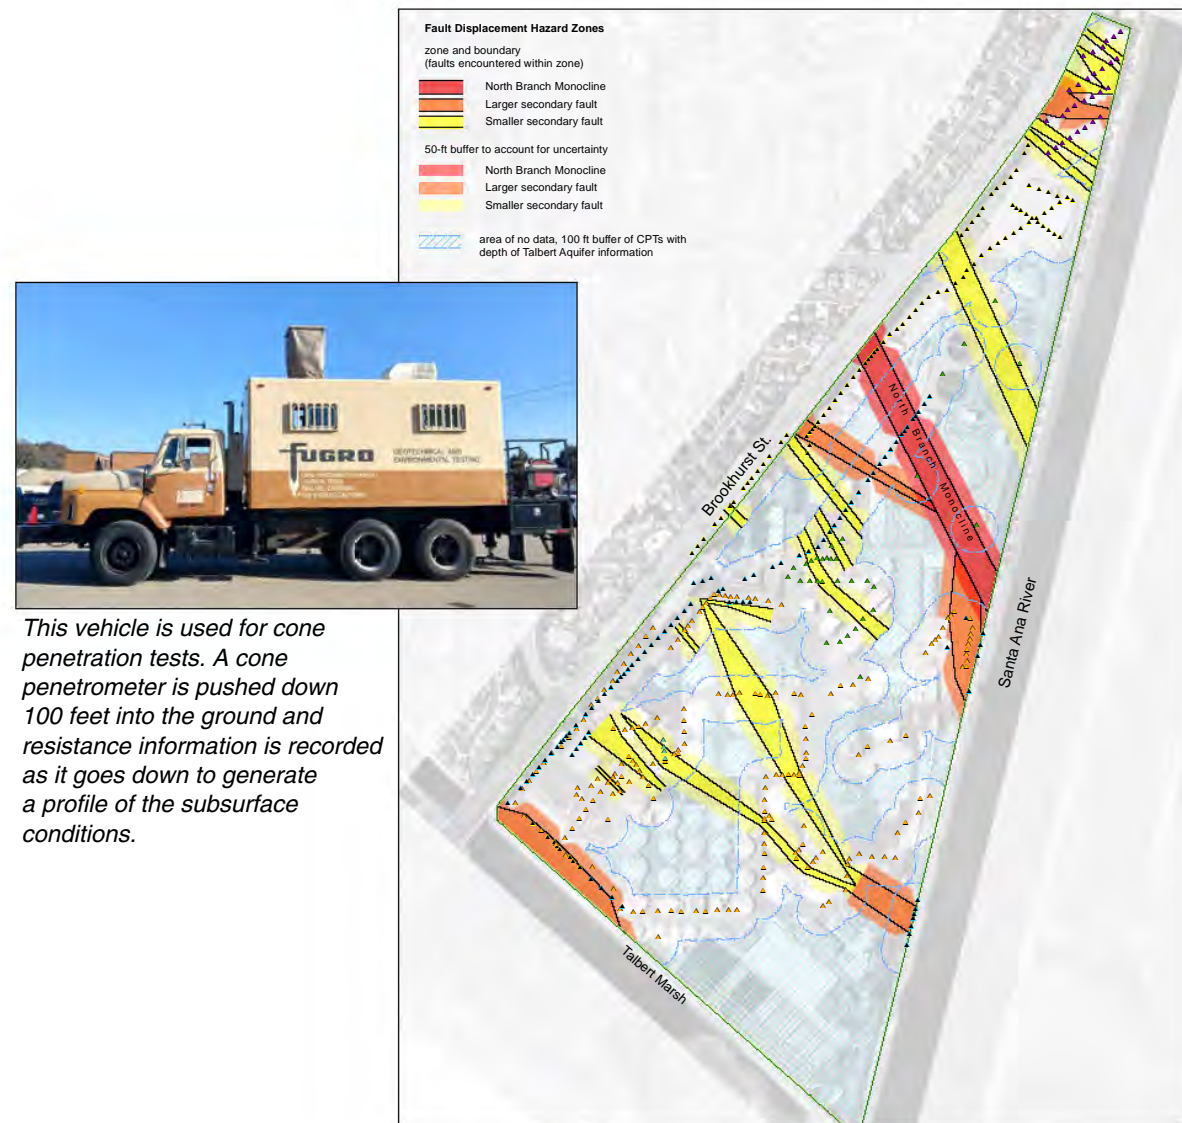 Fault Displacement Hazard Zones
zone and boundary
(faults encountered within zone)
North Branch Monocline
Larger secondary fault
Smaller secondary fault
50-ft buffer to account for uncertainty
North Branch Monocline
Larger secondary fault
Smaller secondary fault
area of no data, 100 ft buffer of CPTs with
depth of Talbert Aquifer information
North Branch Monocline
Brookhurst St.
Santa Ana River
Talbert Marsh
FUGRO
GEOTECHNICAL AND
ENVIRONMENTAL TESTING
This vehicle is used for cone
penetration tests. A cone
penetrometer is pushed down
100 feet into the ground and
resistance information is recorded
as it goes down to generate
a profile of the subsurface
conditions.